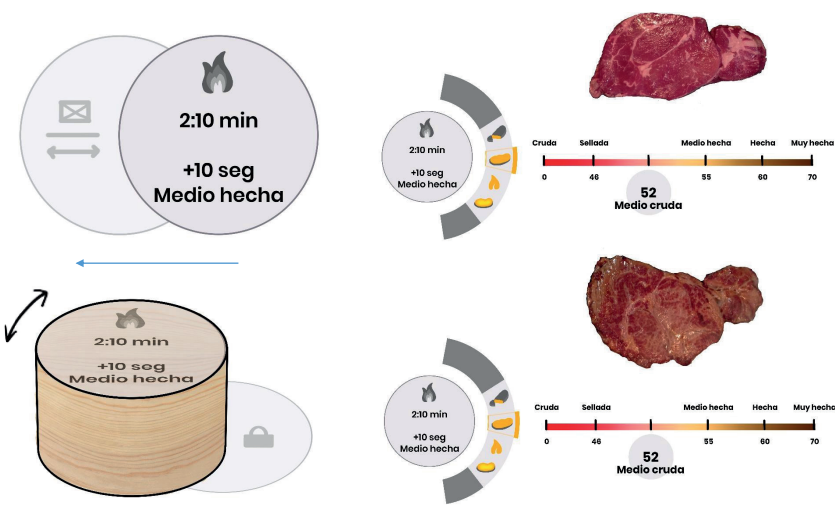 2:10 min
+10 seg
Medio hecha
2:10 min
+10 seg
Medio hecha
Cruda
Sellada
Medio hecha
Hecha
Muy hecha
0
46
55
60
70
52
Medio cruda
2:10 min
+10 seg
Medio hecha
2:10 min
+10 seg
Medio hecha
Cruda
Sellada
Medio hecha
Hecha
Muy hecha
0
46
55
60
70
52
Medio cruda